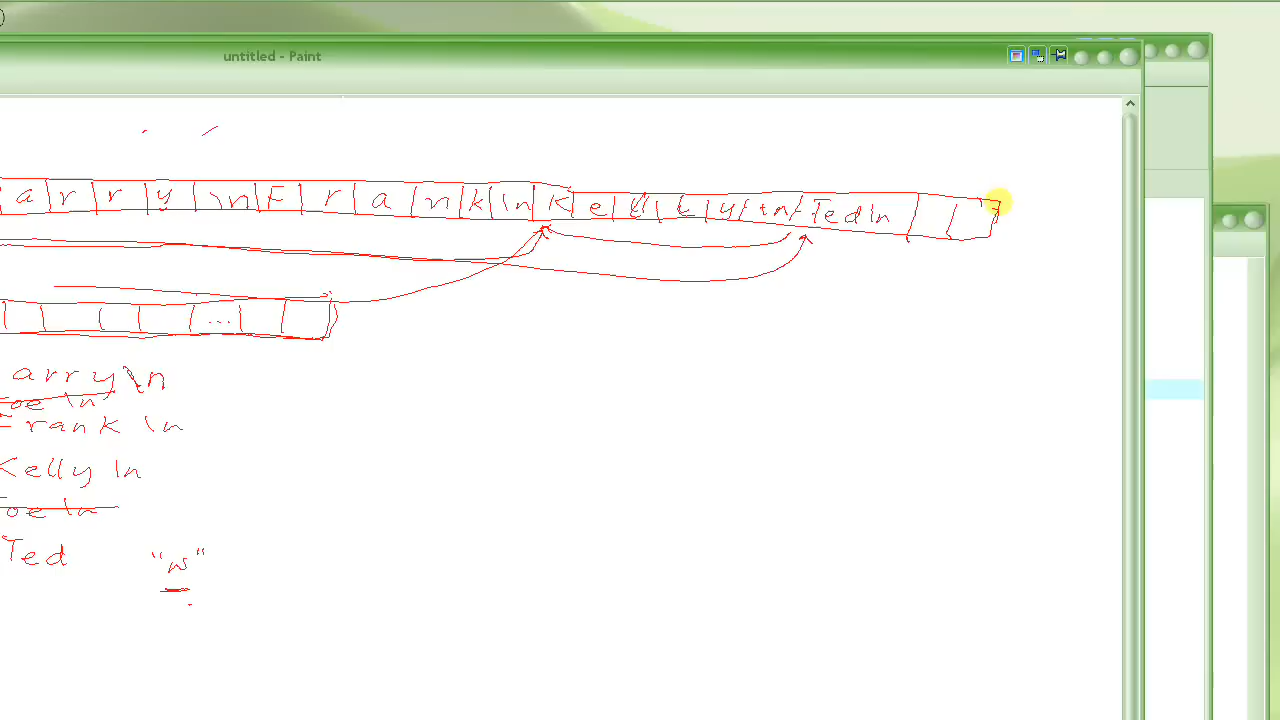 untitled - Paint
a r r y \n F r a n k \n K e l l y \n Ted\n
...
arry\n
oe \n
Frank \n
Kelly \n
oe \n
Ted
"w"